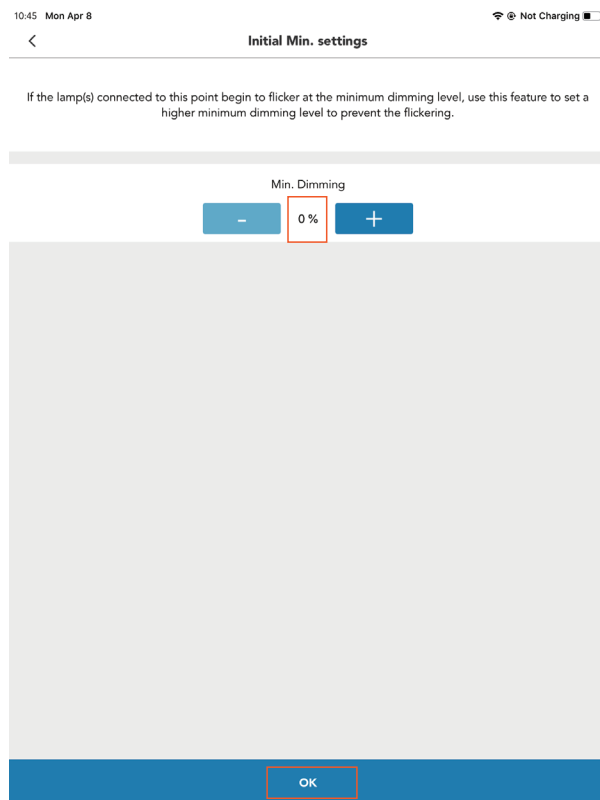 10:45 Mon Apr 8
Not Charging
Initial Min. settings
If the lamp(s) connected to this point begin to flicker at the minimum dimming level, use this feature to set a
higher minimum dimming level to prevent the flickering.
Min. Dimming
- 0 % +
OK